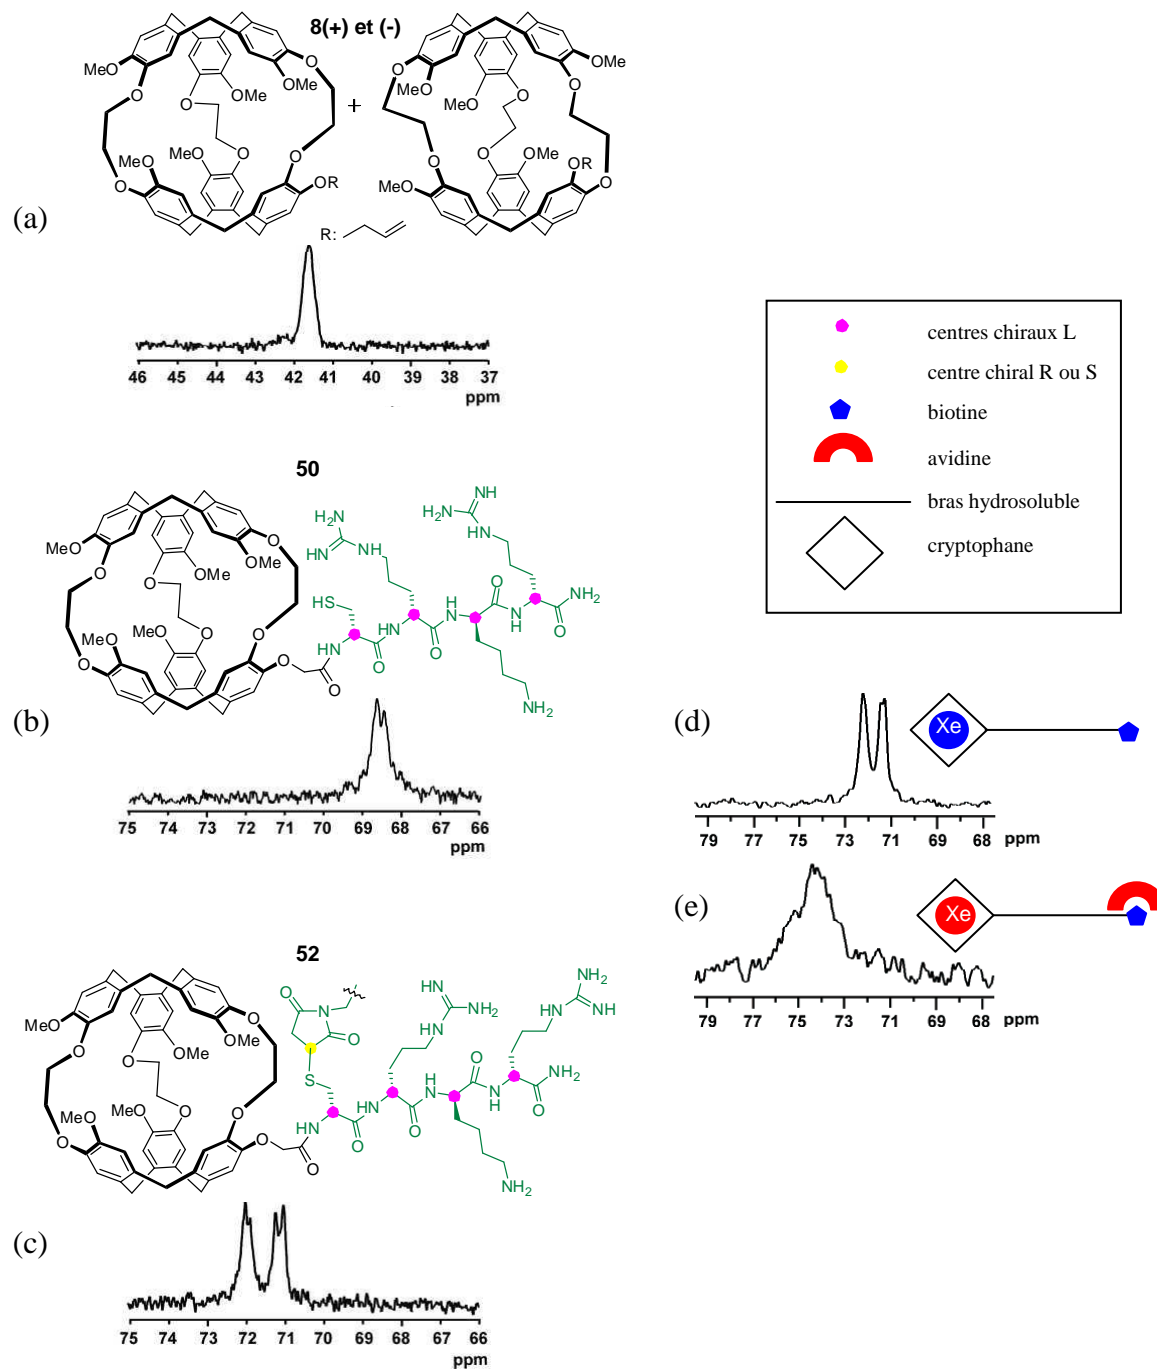 8(+) et (-)
MeO OMe O O OMe O O MeO O MeO O O OR
+
O O OMe OMe MeO O O O OMe O O OR MeO O
(a)
R:
46 45 44 43 42 41 40 39 38 37
ppm
centres chiraux L
centre chiral R ou S
biotine
avidine
bras hydrosoluble
cryptophane
50
H2N NH H2N NH
HN NH HN
MeO OMe O O OMe O O MeO MeO O O O O
HS H N O H N O NH2
N H O HN O N H O
O NH2
(b)
75 74 73 72 71 70 69 68 67 66
ppm
(d)
Xe
79 77 75 73 71 69 68 ppm
(e)
Xe
79 77 75 73 71 69 68
ppm
52
O N O S
HN NH2 NH NH2 HN NH
MeO OMe O O OMe O O MeO MeO O O O O
HN O HN O H N O HN O NH2 O
O NH2
(c)
75 74 73 72 71 70 69 68 67 66
ppm